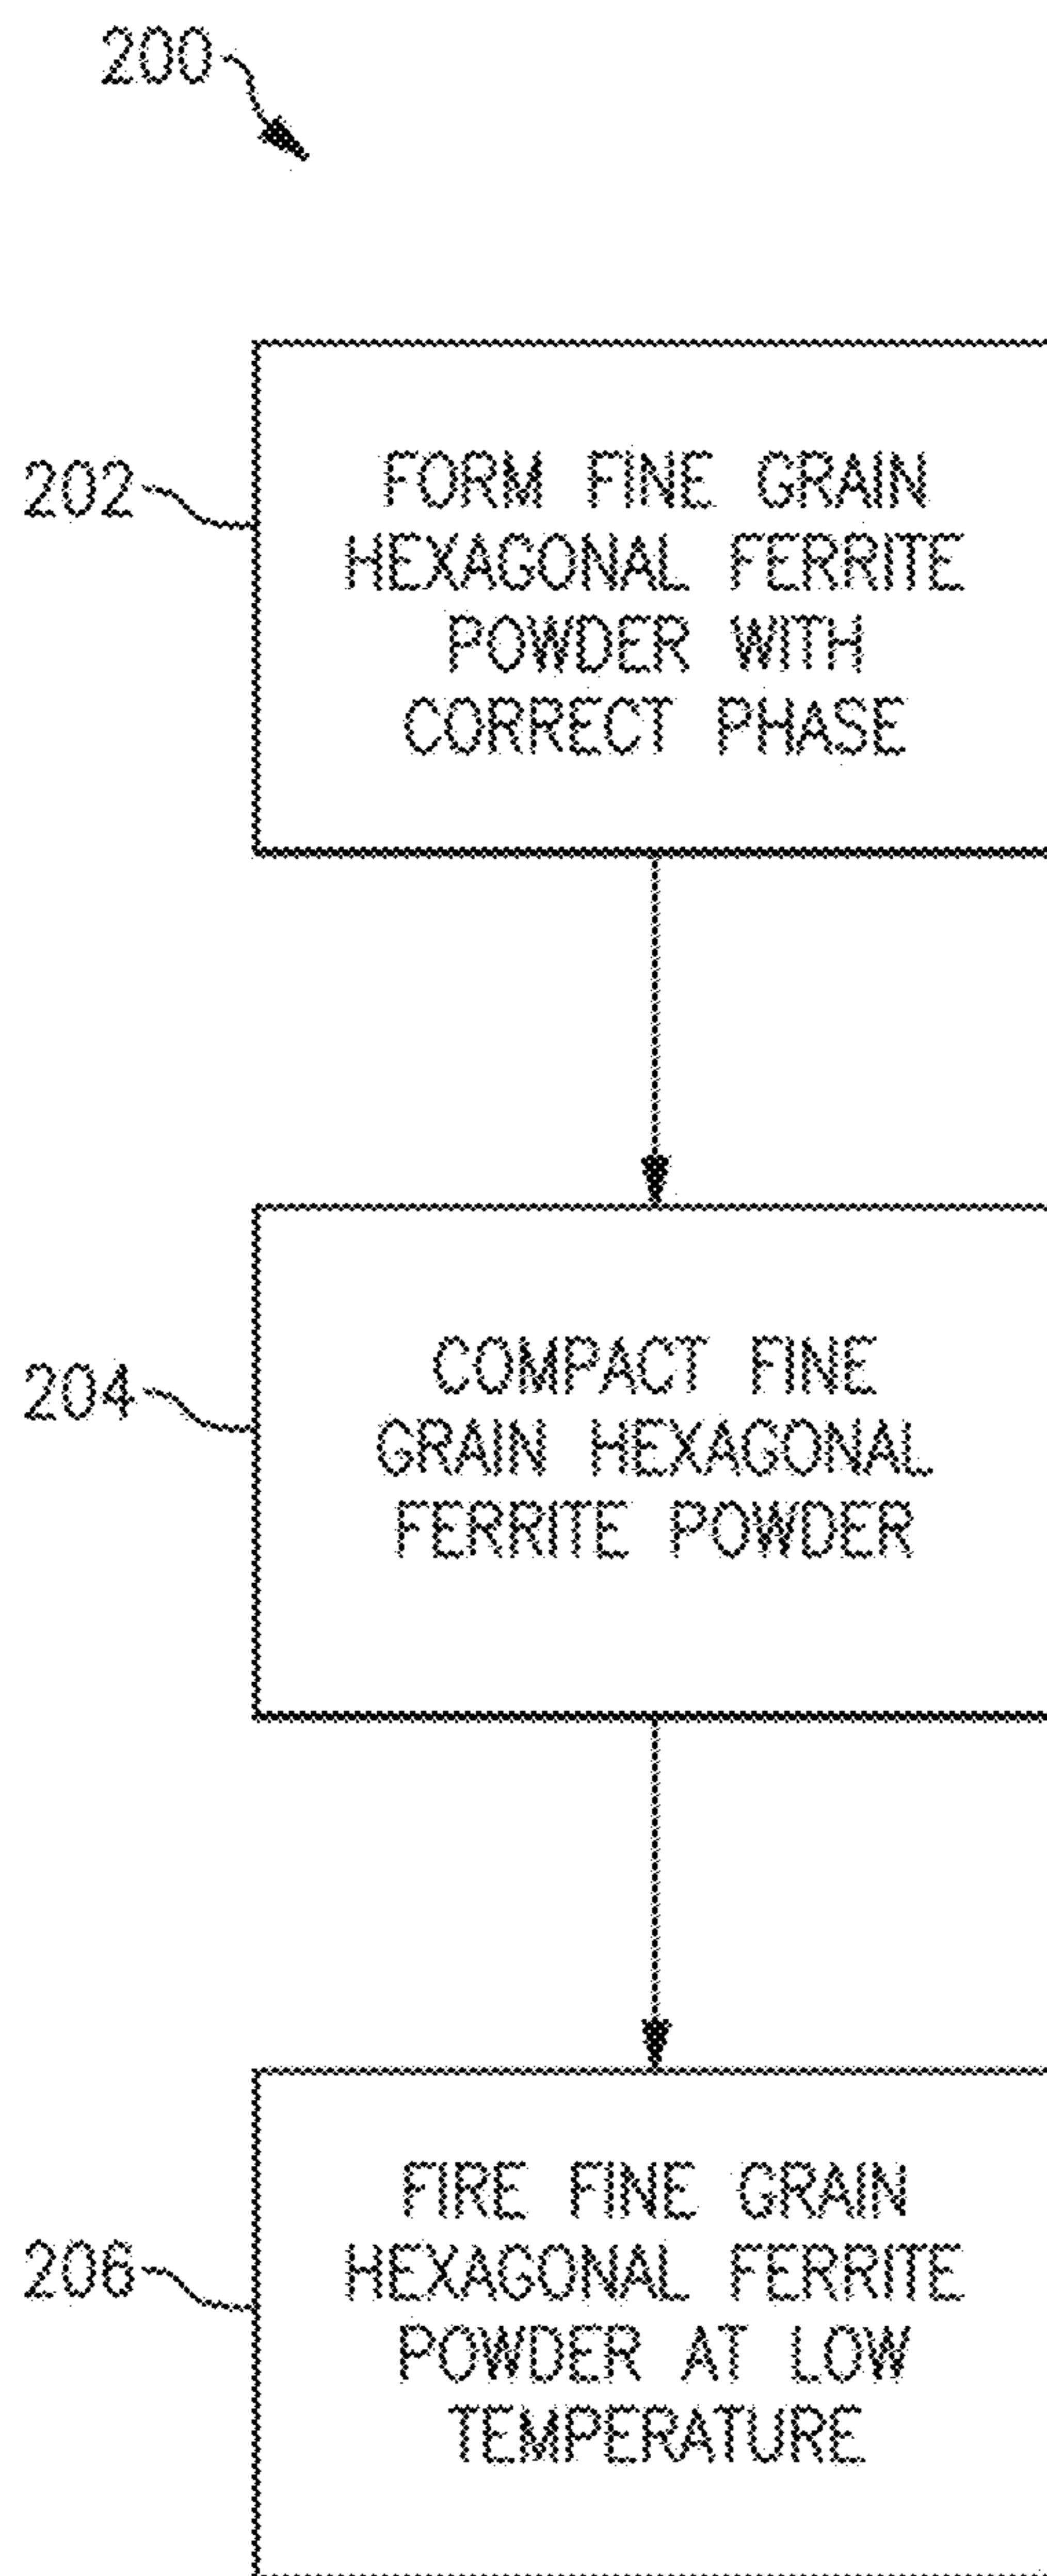 200
202
FORM FINE GRAIN
HEXAGONAL FERRITE
POWDER WITH
CORRECT PHASE
204
COMPACT FINE
GRAIN HEXAGONAL
FERRITE POWDER
206
FIRE FINE GRAIN
HEXAGONAL FERRITE
POWDER AT LOW
TEMPERATURE